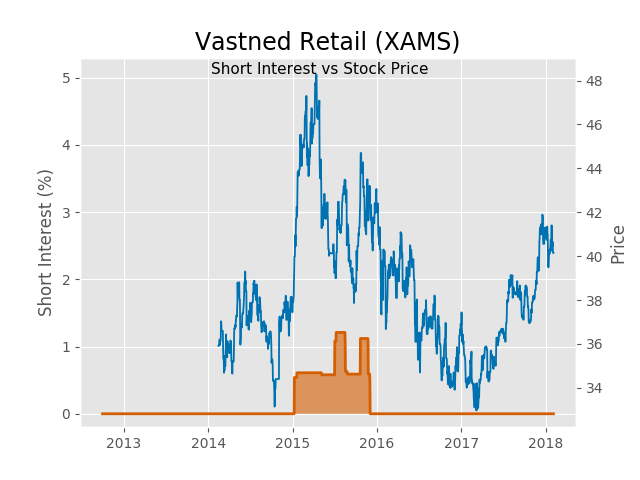 Vastned Retail (XAMS)
Short Interest vs Stock Price
Short Interest (%)
5
4
3
2
1
0
48
46
44
42
40
38
36
34
Price
2013 2014 2015 2016 2017 2018